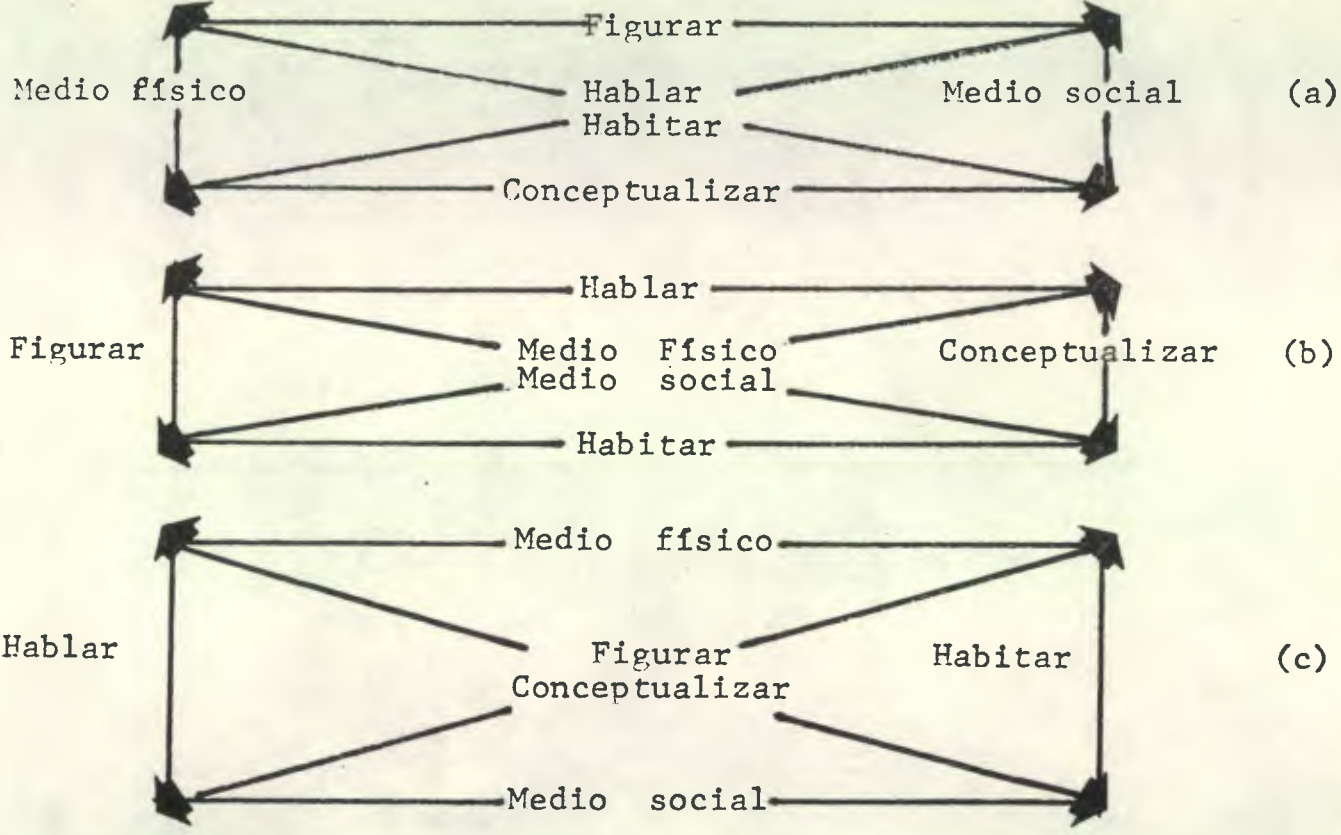 Figurar
Medio físico Hablar Medio social (a)
Habitar
Conceptualizar
Hablar
Figurar Medio Físico Conceptualizar (b)
Medio social
Habitar
Medio físico
Hablar Figurar Habitar (c)
Conceptualizar
Medio social